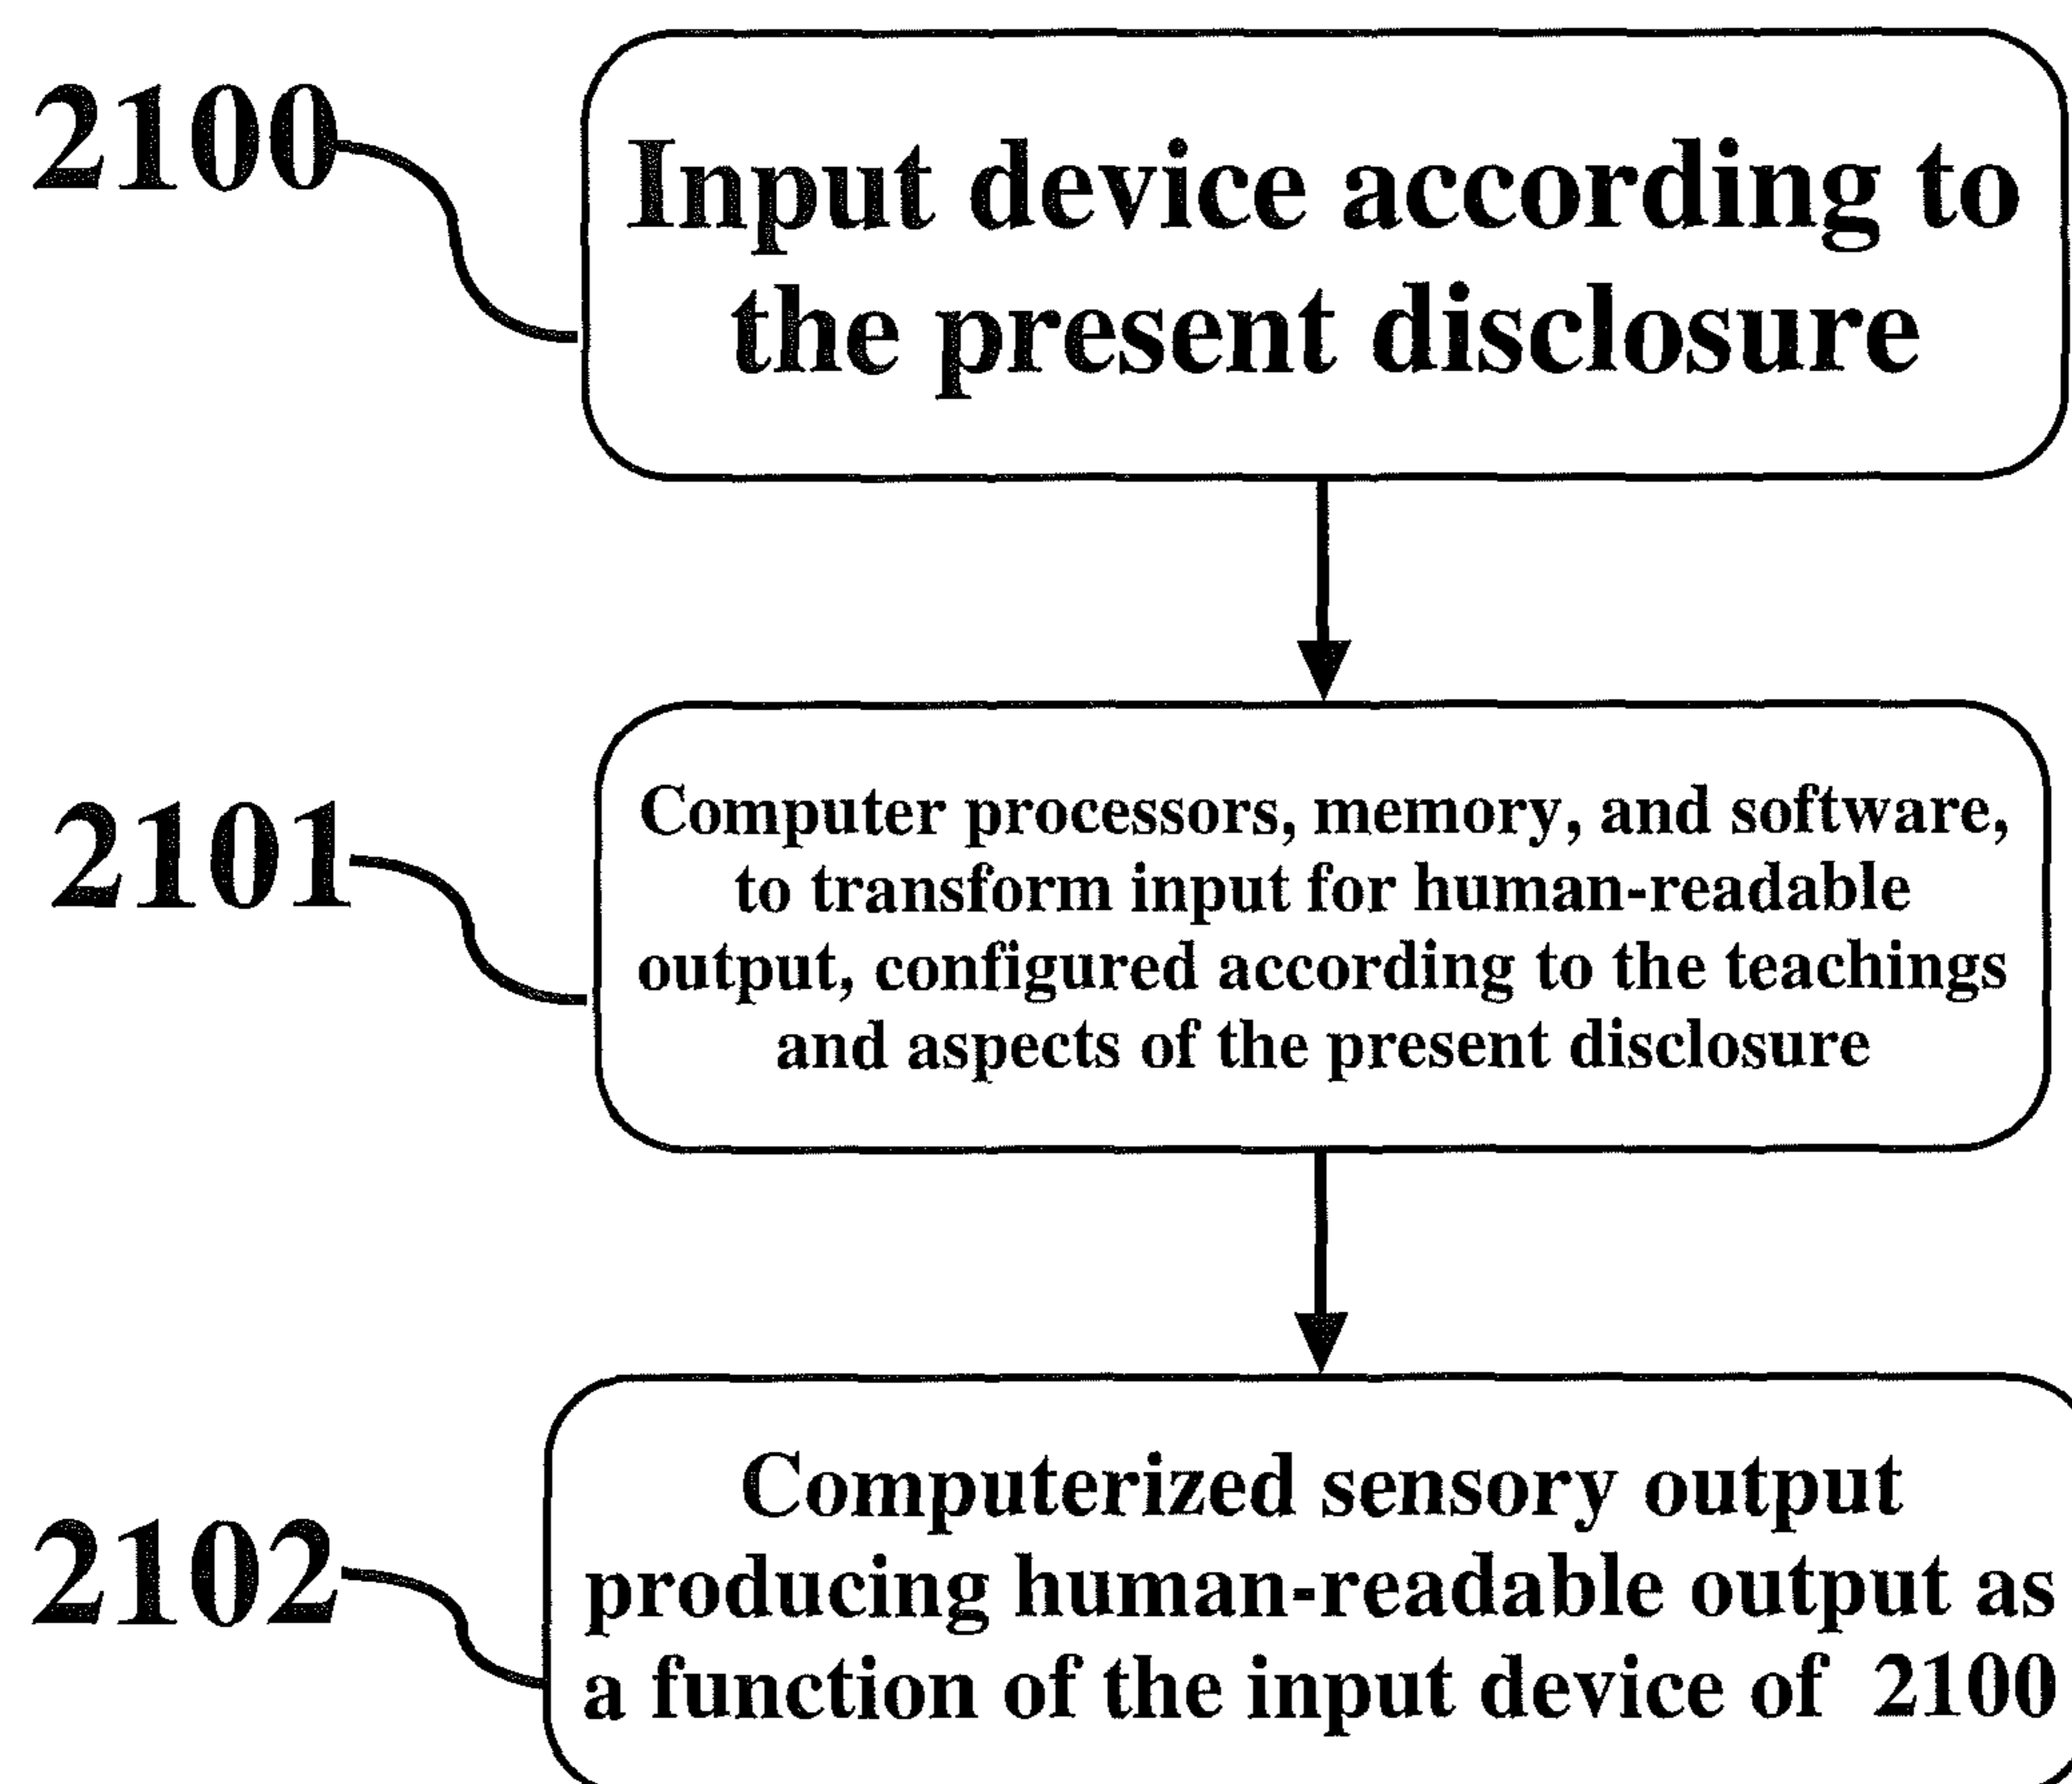 2100
Input device according to
the present disclosure
2101
Computer processors, memory, and software,
to transform input for human-readable
output, configured according to the teachings
and aspects of the present disclosure
2102
Computerized sensory output
producing human-readable output as
a function of the input device of 2100